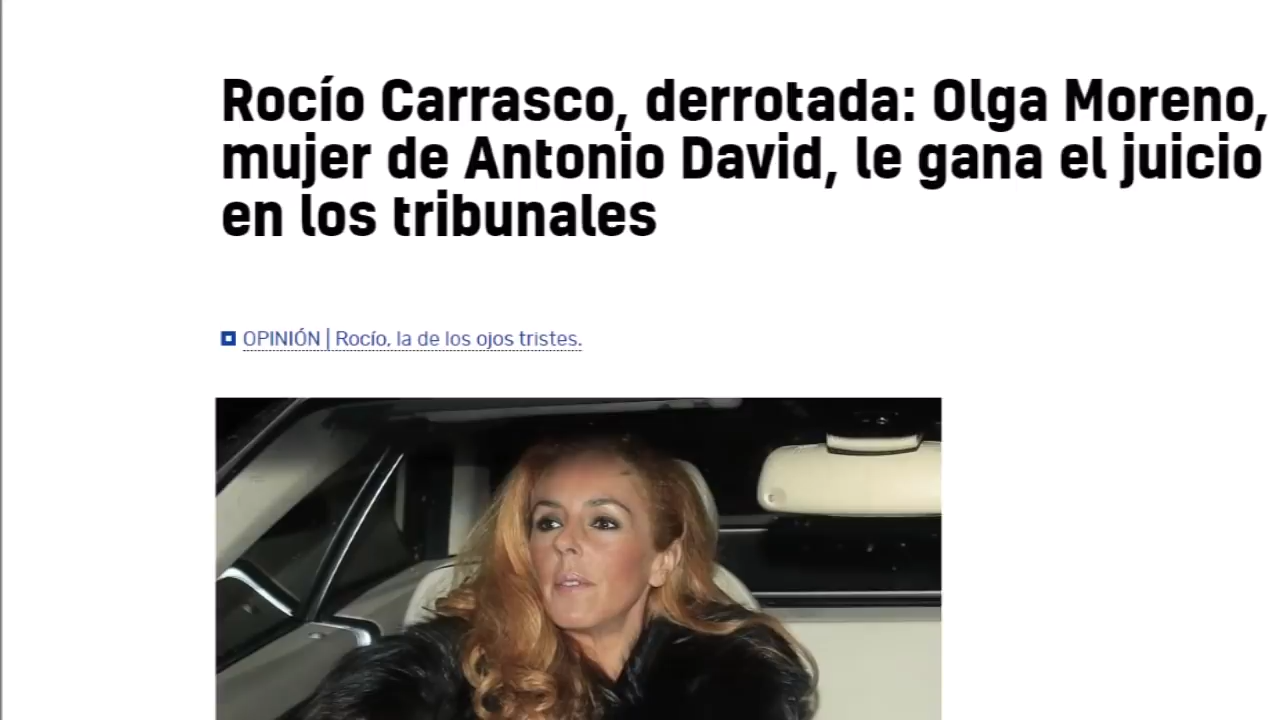 Rocío Carrasco, derrotada: Olga Moreno,
mujer de Antonio David, le gana el juicio
en los tribunales
OPINIÓN | Rocío, la de los ojos tristes.